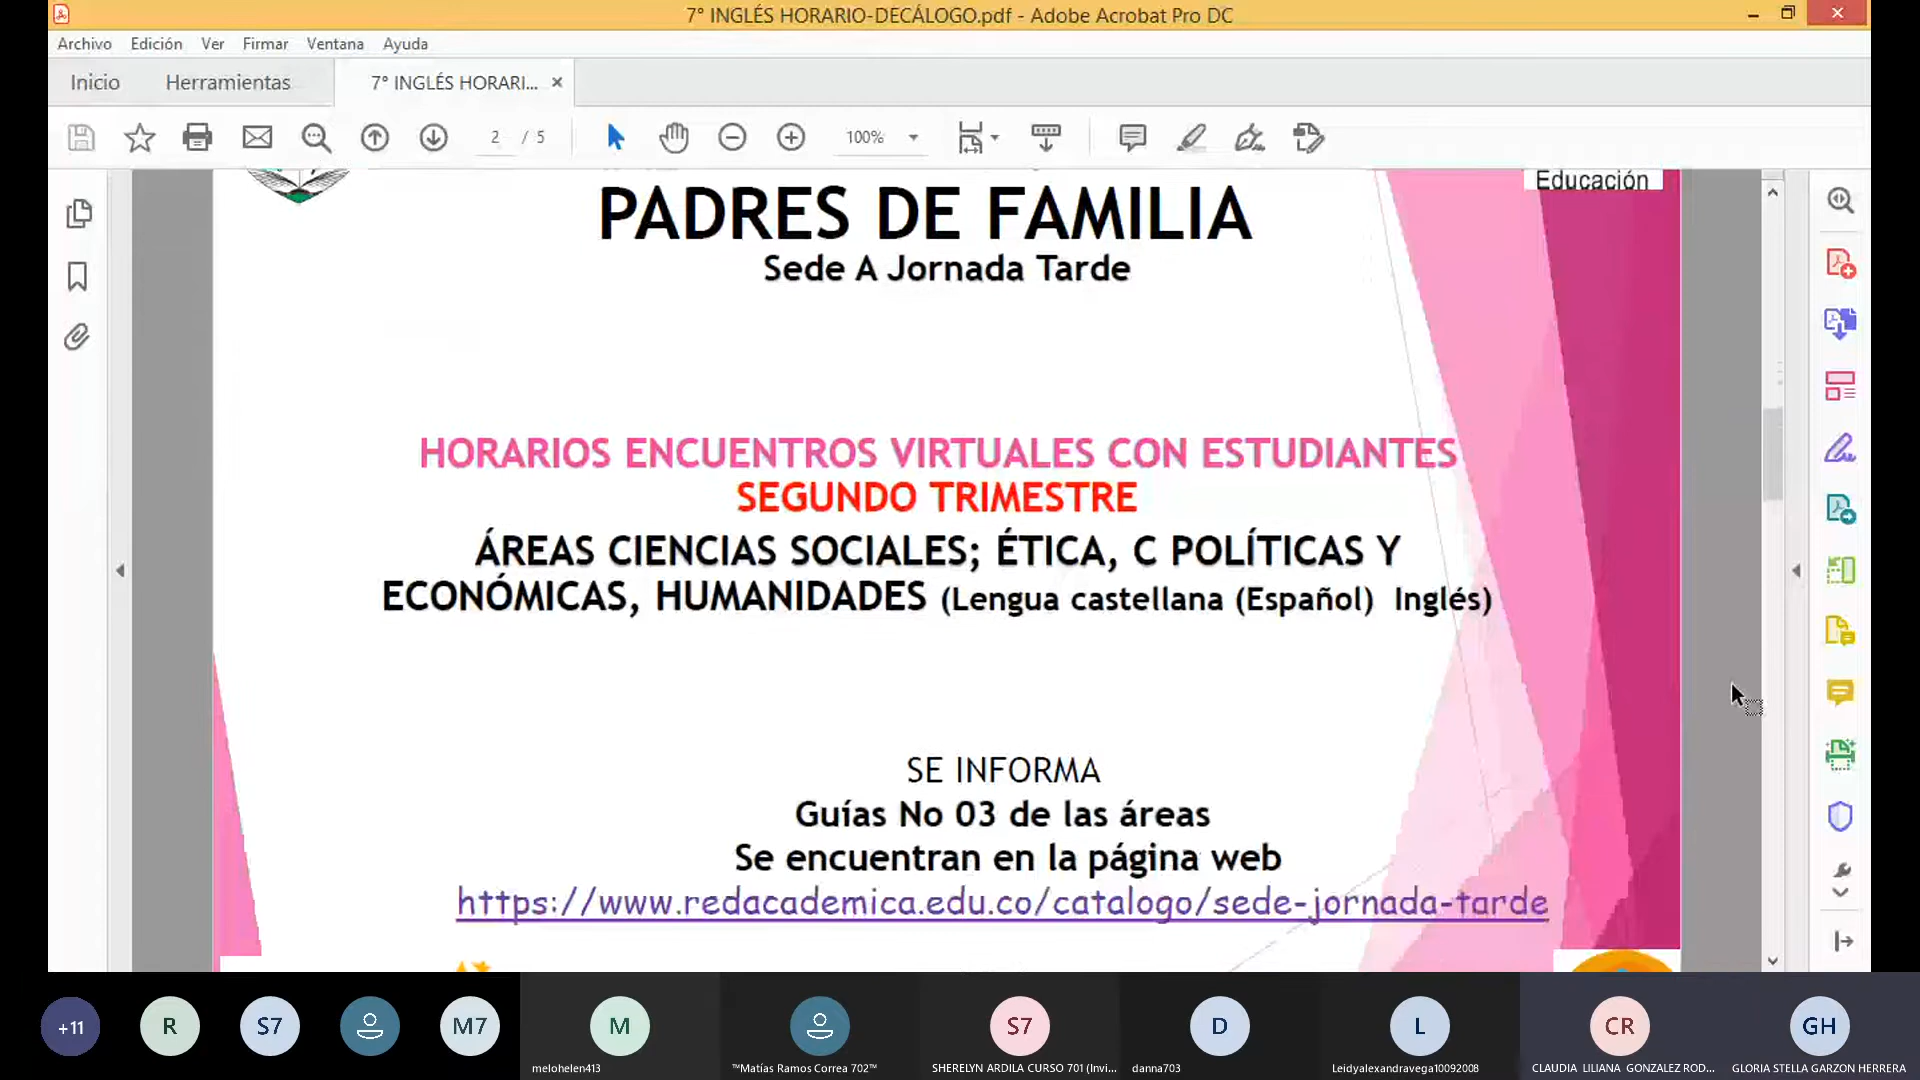 7° INGLÉS HORARIO-DECÁLOGO.pdf - Adobe Acrobat Pro DC
Archivo Edición Ver Firmar Ventana Ayuda
Inicio Herramientas 7° INGLÉS HORARI...
2 / 5 100%
Educación
PADRES DE FAMILIA
Sede A Jornada Tarde
HORARIOS ENCUENTROS VIRTUALES CON ESTUDIANTES
SEGUNDO TRIMESTRE
ÁREAS CIENCIAS SOCIALES; ÉTICA, C POLÍTICAS Y
ECONÓMICAS, HUMANIDADES (Lengua castellana (Español) Inglés)
SE INFORMA
Guías No 03 de las áreas
Se encuentran en la página web
https://www.redacademica.edu.co/catalogo/sede-jornada-tarde
+11 R S7 M7 M S7 D L CR GH
melohelen413 ™Matías Ramos Correa 702™ SHERELYN ARDILA CURSO 701 (Invi... danna703 Leidyalexandravega10092008 CLAUDIA LILIANA GONZALEZ ROD... GLORIA STELLA GARZON HERRERA